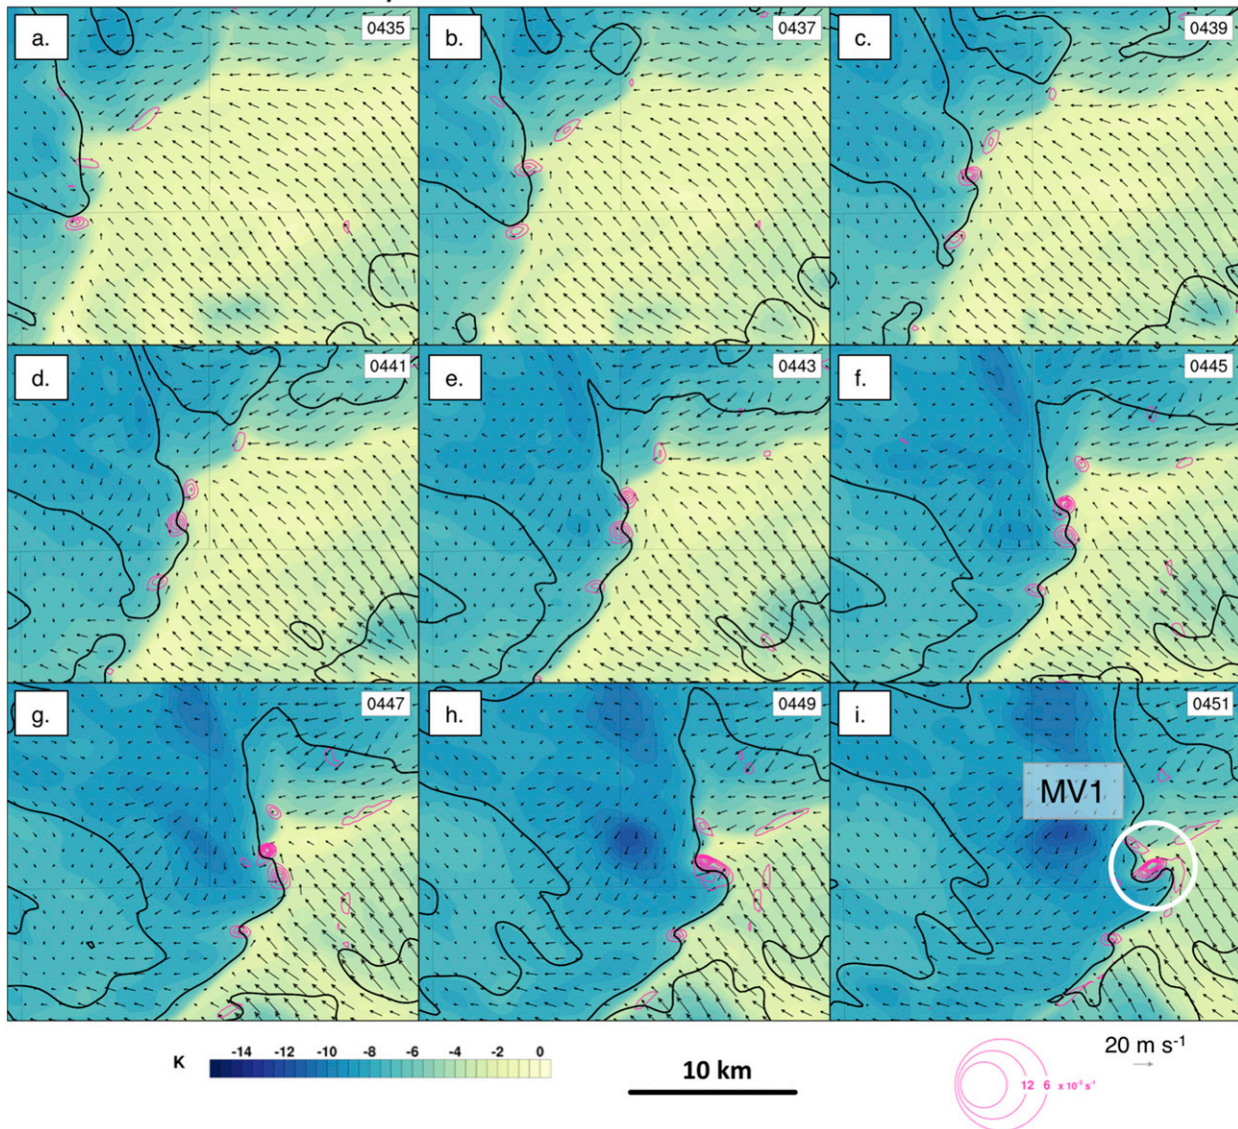 a. 0435
b. 0437
c. 0439
d. 0441
e. 0443
f. 0445
g. 0447
h. 0449
i. 0451
MV1
K -14 -12 -10 -8 -6 -4 -2 0
10 km
20 m s⁻¹
12 6 x 10⁻³ s⁻¹